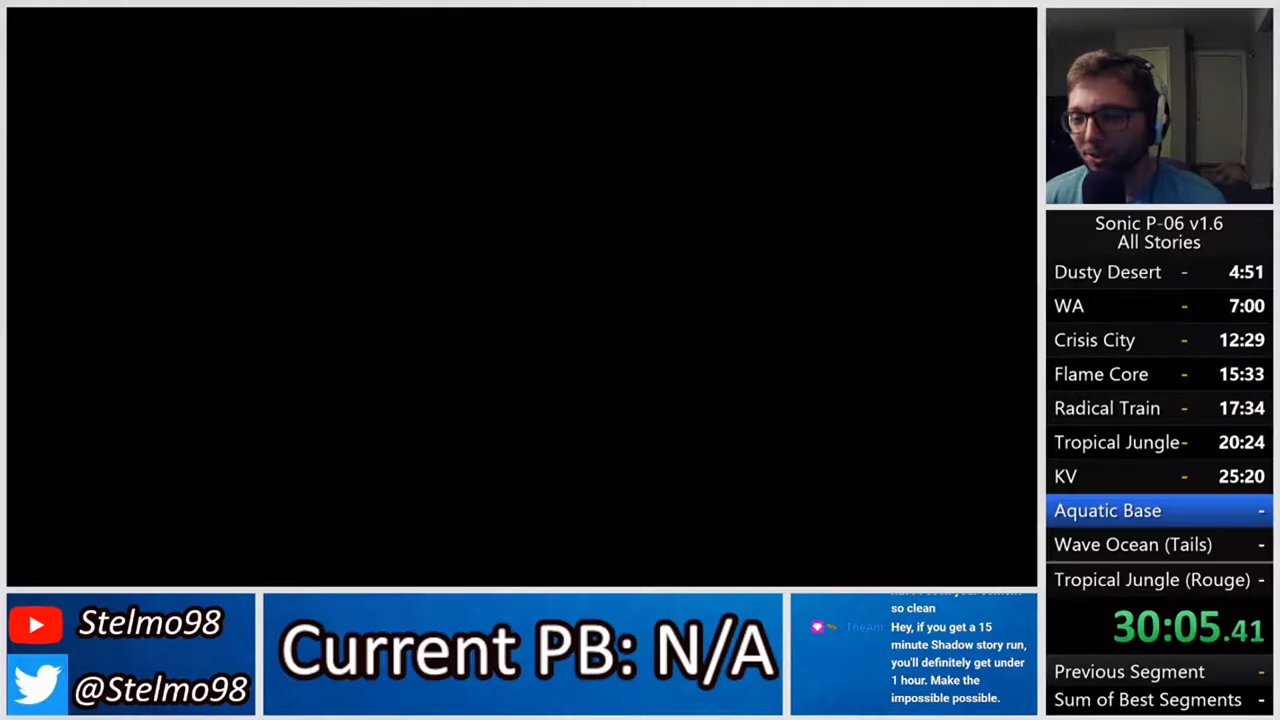 Sonic P-06 v1.6
All Stories
Dusty Desert - 4:51
WA - 7:00
Crisis City - 12:29
Flame Core - 15:33
Radical Train - 17:34
Tropical Jungle- 20:24
KV - 25:20
Aquatic Base -
Wave Ocean (Tails) -
Tropical Jungle (Rouge) -
30:05.41
Previous Segment -
Sum of Best Segments -
Stelmo98
@Stelmo98
Current PB: N/A
so clean
TheAm Hey, if you get a 15
minute Shadow story run,
you'll definitely get under
1 hour. Make the
impossible possible.